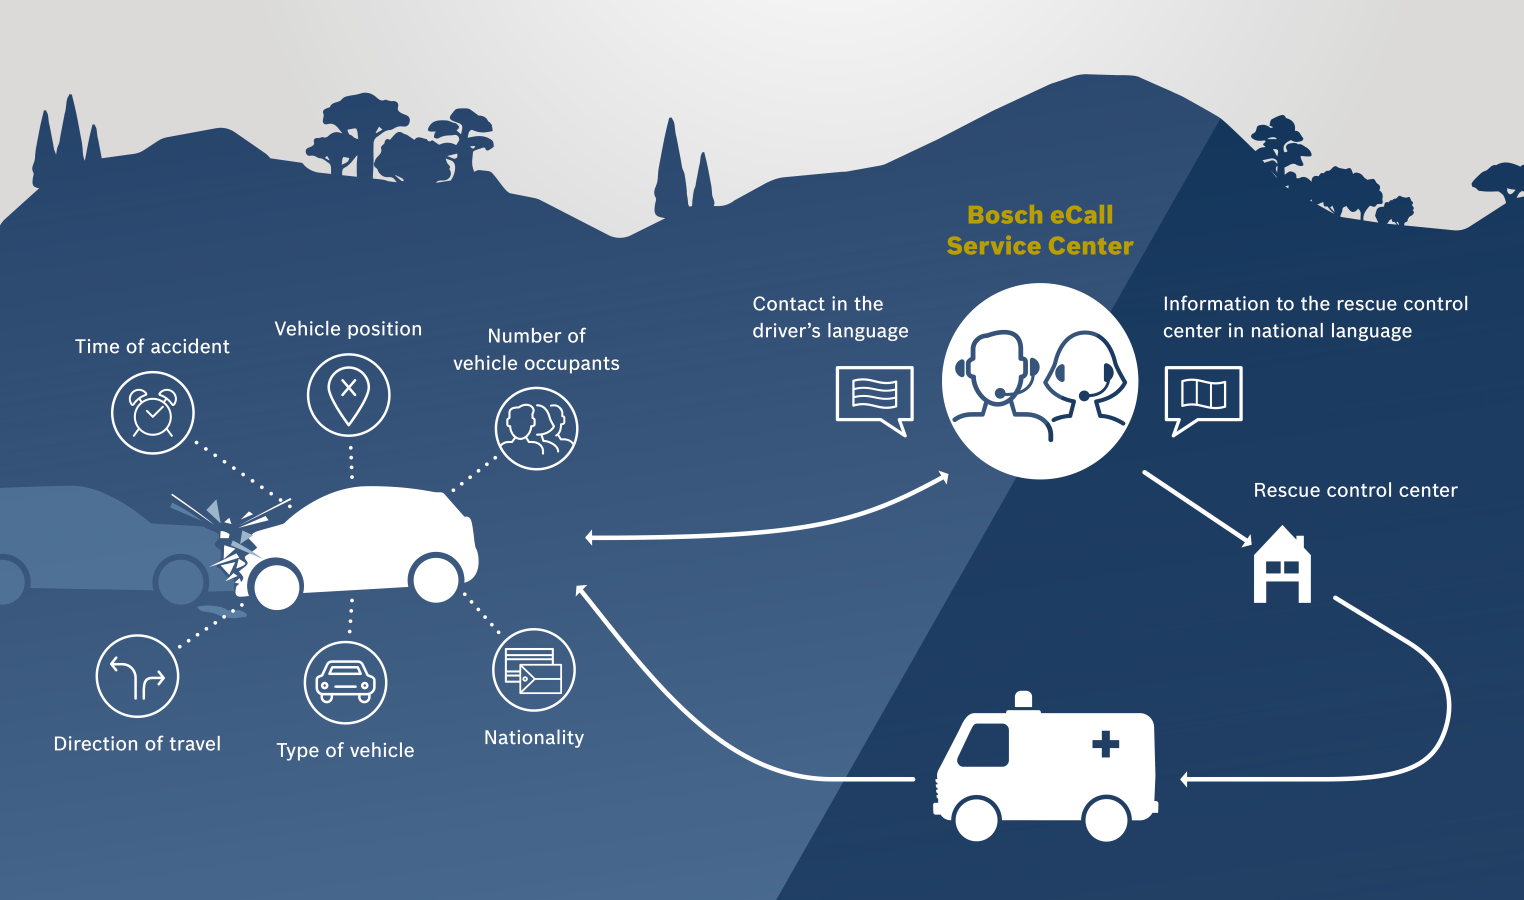 Bosch eCall
Service Center
Contact in the
driver's language
Information to the rescue control
center in national language
Time of accident
Vehicle position
Number of
vehicle occupants
Rescue control center
Direction of travel
Type of vehicle
Nationality